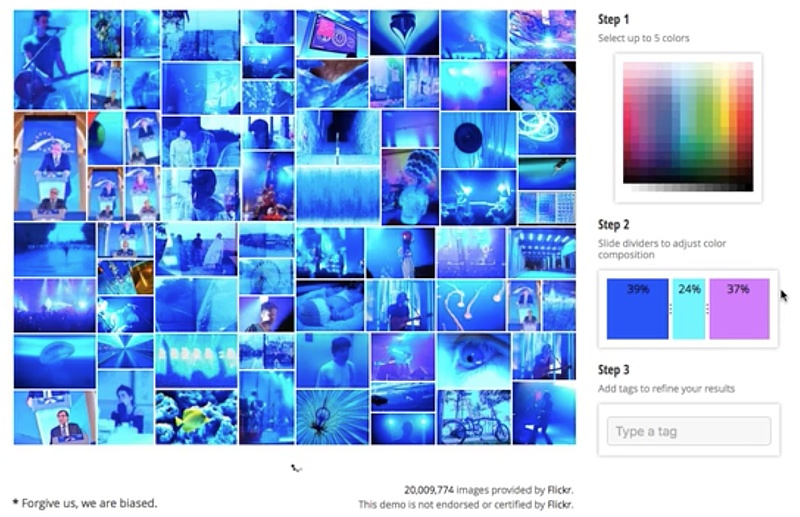 Step 1
Select up to 5 colors
Step 2
Slide dividers to adjust color
composition
39%
24%
37%
Step 3
Add tags to refine your results
Type a tag
20,009,774 images provided by Flickr.
* Forgive us, we are biased.
This demo is not endorsed or certified by Flickr.